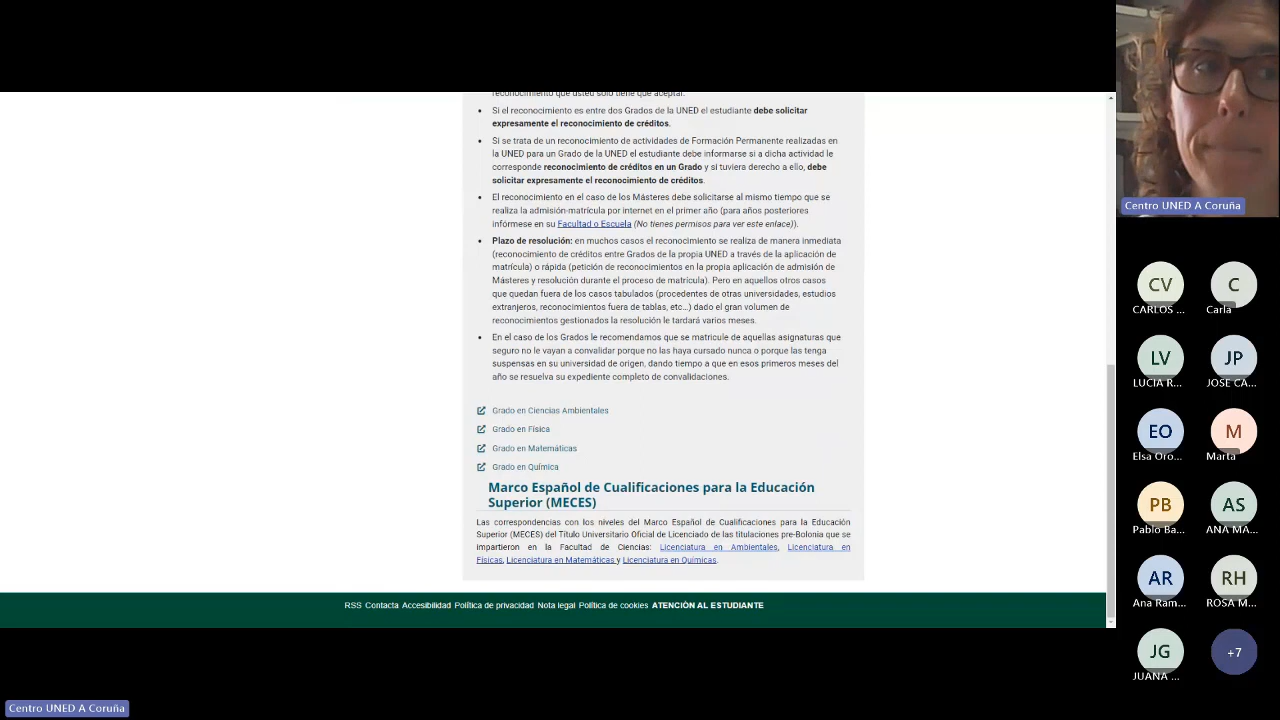 reconocimiento que usted sólo tiene que aceptar.
Si el reconocimiento es entre dos Grados de la UNED el estudiante debe solicitar
expresamente el reconocimiento de créditos.
Si se trata de un reconocimiento de actividades de Formación Permanente realizadas en
la UNED para un Grado de la UNED el estudiante debe informarse si a dicha actividad le
corresponde reconocimiento de créditos en un Grado y si tuviera derecho a ello, debe
solicitar expresamente el reconocimiento de créditos.
El reconocimiento en el caso de los Másteres debe solicitarse al mismo tiempo que se
realiza la admisión-matrícula por internet en el primer año (para años posteriores
infórmese en su Facultad o Escuela (No tienes permisos para ver este enlace)).
Plazo de resolución: en muchos casos el reconocimiento se realiza de manera inmediata
(reconocimiento de créditos entre Grados de la propia UNED a través de la aplicación de
matrícula) o rápida (petición de reconocimientos en la propia aplicación de admisión de
Másteres y resolución durante el proceso de matrícula). Pero en aquellos otros casos
que quedan fuera de los casos tabulados (procedentes de otras universidades, estudios
extranjeros, reconocimientos fuera de tablas, etc...) dado el gran volumen de
reconocimientos gestionados la resolución le tardará varios meses.
En el caso de los Grados le recomendamos que se matricule de aquellas asignaturas que
seguro no le vayan a convalidar porque no las haya cursado nunca o porque las tenga
suspensas en su universidad de origen, dando tiempo a que en esos primeros meses del
año se resuelva su expediente completo de convalidaciones.
Grado en Ciencias Ambientales
Grado en Física
Grado en Matemáticas
Grado en Química
Marco Español de Cualificaciones para la Educación
Superior (MECES)
Las correspondencias con los niveles del Marco Español de Cualificaciones para la Educación
Superior (MECES) del Título Universitario Oficial de Licenciado de las titulaciones pre-Bolonia que se
impartieron en la Facultad de Ciencias: Licenciatura en Ambientales, Licenciatura en
Físicas, Licenciatura en Matemáticas y Licenciatura en Químicas.
RSS Contacta Accesibilidad Política de privacidad Nota legal Política de cookies ATENCIÓN AL ESTUDIANTE
Centro UNED A Coruña
Centro UNED A Coruña
CV
CARLOS ...
C
Carla
LV
LUCIA R...
JP
JOSE CA...
EO
Elsa Oro...
M
Marta
PB
Pablo Ba...
AS
ANA MA...
AR
Ana Ram...
RH
ROSA M...
JG
JUANA ...
+7